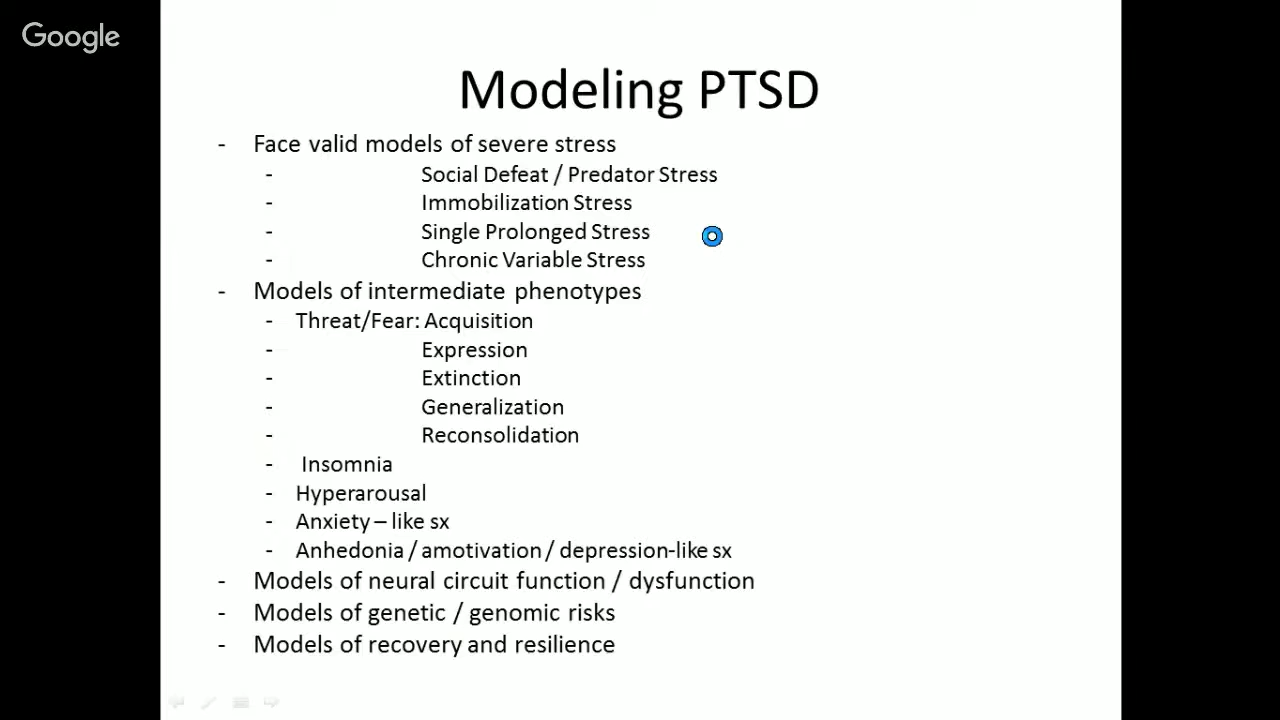 Google
Modeling PTSD
- Face valid models of severe stress
- Social Defeat / Predator Stress
- Immobilization Stress
- Single Prolonged Stress
- Chronic Variable Stress
- Models of intermediate phenotypes
- Threat/Fear: Acquisition
- Expression
- Extinction
- Generalization
- Reconsolidation
- Insomnia
- Hyperarousal
- Anxiety – like sx
- Anhedonia / amotivation / depression-like sx
- Models of neural circuit function / dysfunction
- Models of genetic / genomic risks
- Models of recovery and resilience